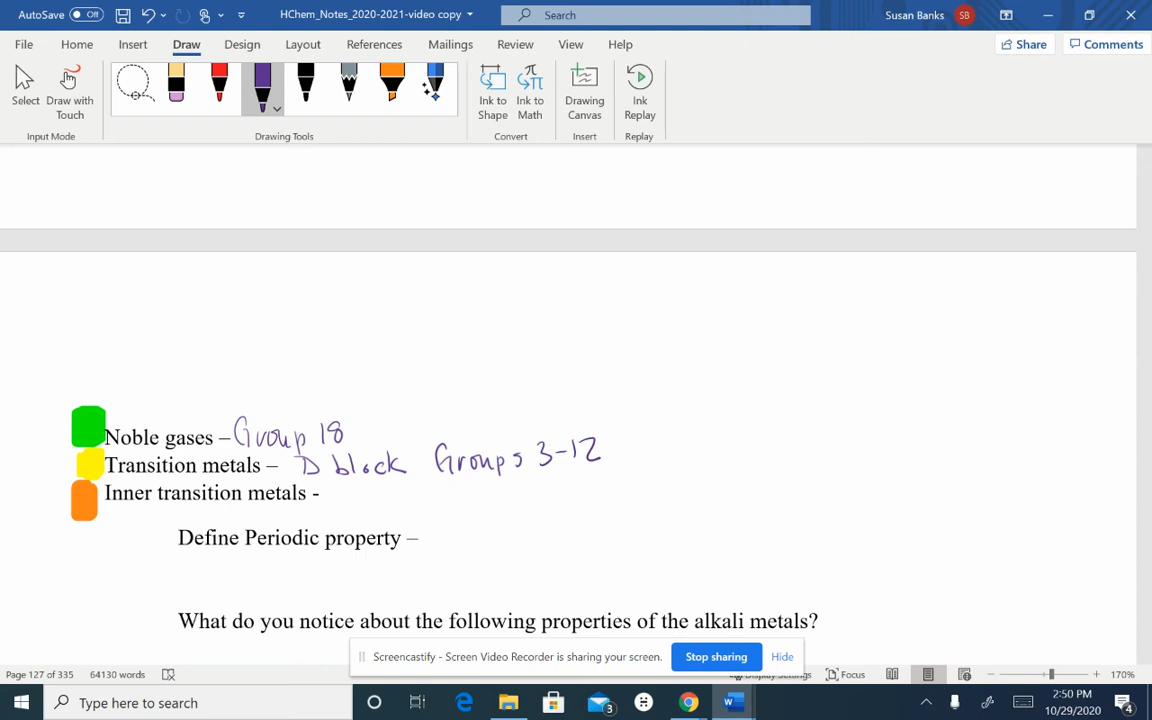 AutoSave Off HChem_Notes_2020-2021-video copy Search Susan Banks SB
File Home Insert Draw Design Layout References Mailings Review View Help Share Comments
Select Draw with Touch Ink to Shape Ink to Math Drawing Canvas Ink Replay
Input Mode Drawing Tools Convert Insert Replay
Noble gases – Group 18
Transition metals – D block Groups 3-12
Inner transition metals -
Define Periodic property –
What do you notice about the following properties of the alkali metals?
Screencastify - Screen Video Recorder is sharing your screen. Stop sharing Hide
Page 127 of 335 64130 words Display Settings Focus 170%
Type here to search 3 2:50 PM
10/29/2020 4